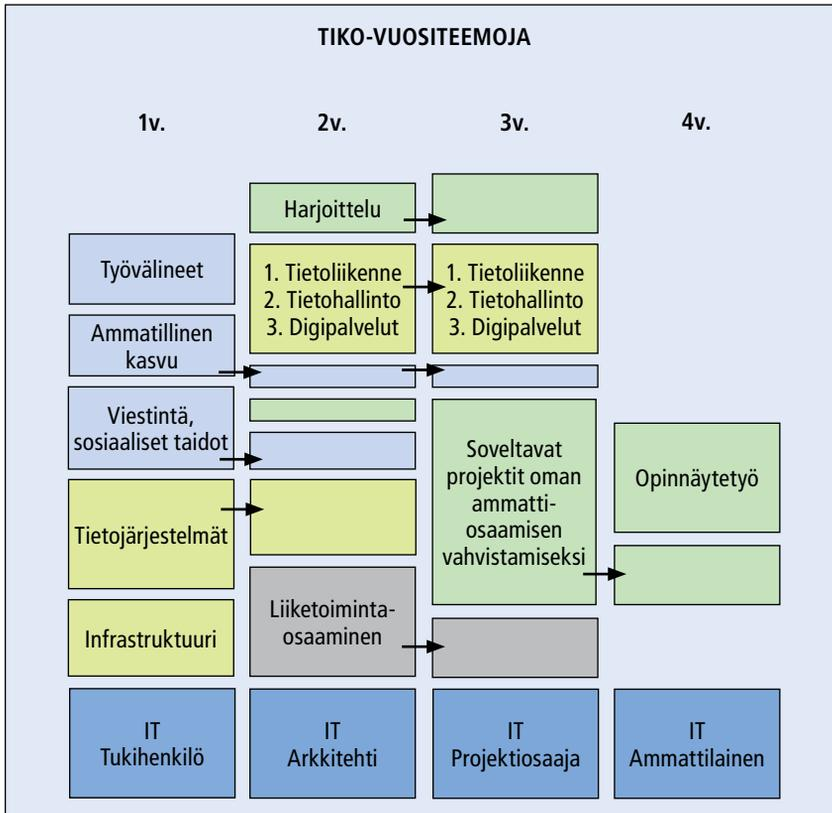 TIKO-VUOSITEEMOJA
1v.
2v.
3v.
4v.
Työvälineet
Ammatillinen
kasvu
Viestintä,
sosiaaliset taidot
Tietojärjestelmät
Infrastruktuuri
IT
Tukihenkilö
Harjoittelu
1. Tietoliikenne
2. Tietohallinto
3. Digipalvelut
Liiketoiminta-
osaaminen
IT
Arkkitehti
1. Tietoliikenne
2. Tietohallinto
3. Digipalvelut
Soveltavat
projektit oman
ammatti-
osaamisen
vahvistamiseksi
IT
Projektiosaaja
Opinnäytetyö
IT
Ammattilainen